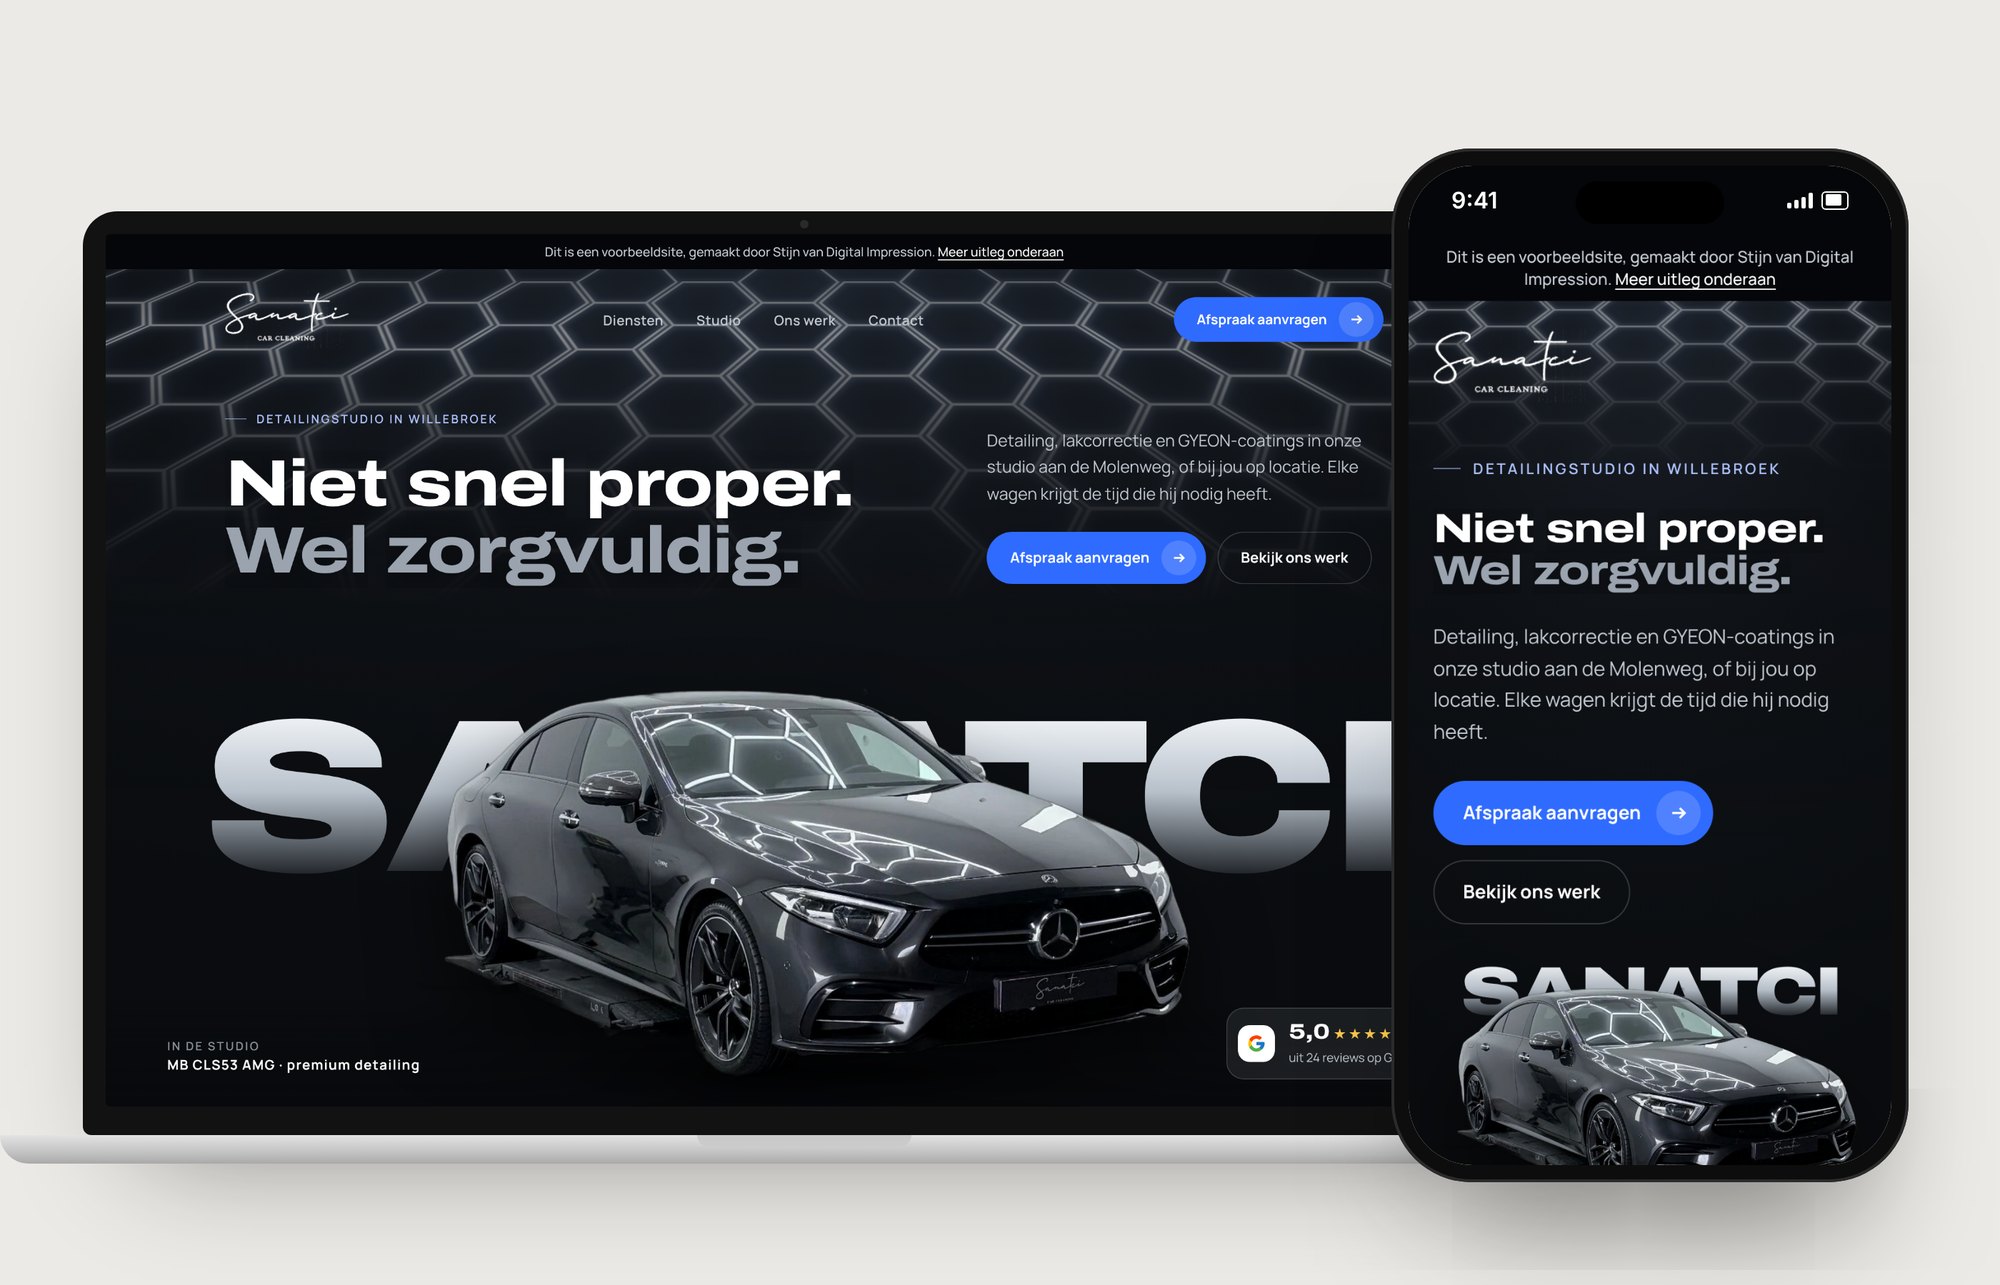 Dit is een voorbeeldsite, gemaakt door Stijn van Digital Impression. Meer uitleg onderaan
Sanatci
CAR CLEANING
Diensten Studio Ons werk Contact
Afspraak aanvragen
DETAILINGSTUDIO IN WILLEBROEK
Niet snel proper.
Wel zorgvuldig.
Detailing, lakcorrectie en GYEON-coatings in onze
studio aan de Molenweg, of bij jou op locatie. Elke
wagen krijgt de tijd die hij nodig heeft.
Afspraak aanvragen
Bekijk ons werk
SANATCI
Sanatci
IN DE STUDIO
MB CLS53 AMG · premium detailing
5,0
uit 24 reviews op G
9:41
Dit is een voorbeeldsite, gemaakt door Stijn van Digital
Impression. Meer uitleg onderaan
Sanatci
CAR CLEANING
DETAILINGSTUDIO IN WILLEBROEK
Niet snel proper.
Wel zorgvuldig.
Detailing, lakcorrectie en GYEON-coatings in
onze studio aan de Molenweg, of bij jou op
locatie. Elke wagen krijgt de tijd die hij nodig
heeft.
Afspraak aanvragen
Bekijk ons werk
SANATCI
Sanatci